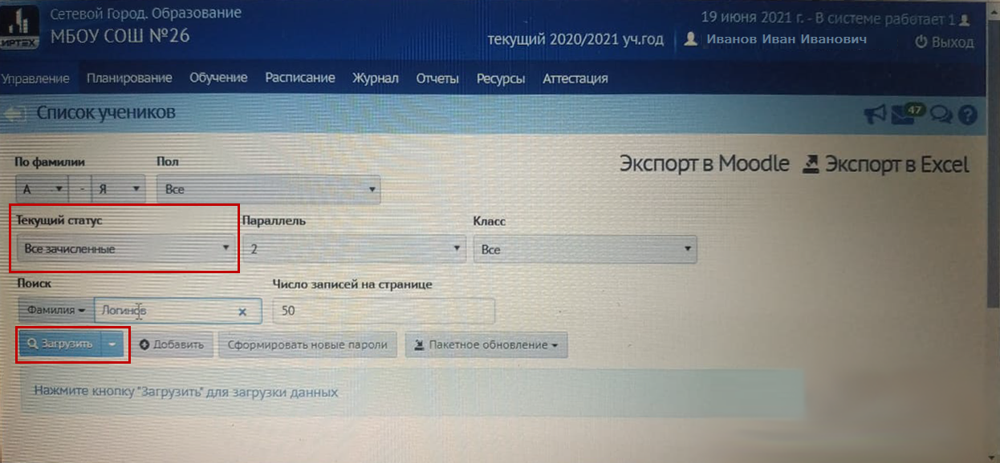 ИРТЕХ
Сетевой Город. Образование
МБОУ СОШ №26
19 июня 2021 г. - В системе работает 1
текущий 2020/2021 уч.год
Иванов Иван Иванович
Выход
Управление Планирование Обучение Расписание Журнал Отчеты Ресурсы Аттестация
Список учеников
47
?
По фамилии Пол
Экспорт в Moodle Экспорт в Excel
А - Я Все
Текущий статус Параллель Класс
Все зачисленные 2 Все
Поиск Число записей на странице
Фамилия Логинов x 50
Загрузить Добавить Сформировать новые пароли Пакетное обновление
Нажмите кнопку "Загрузить" для загрузки данных